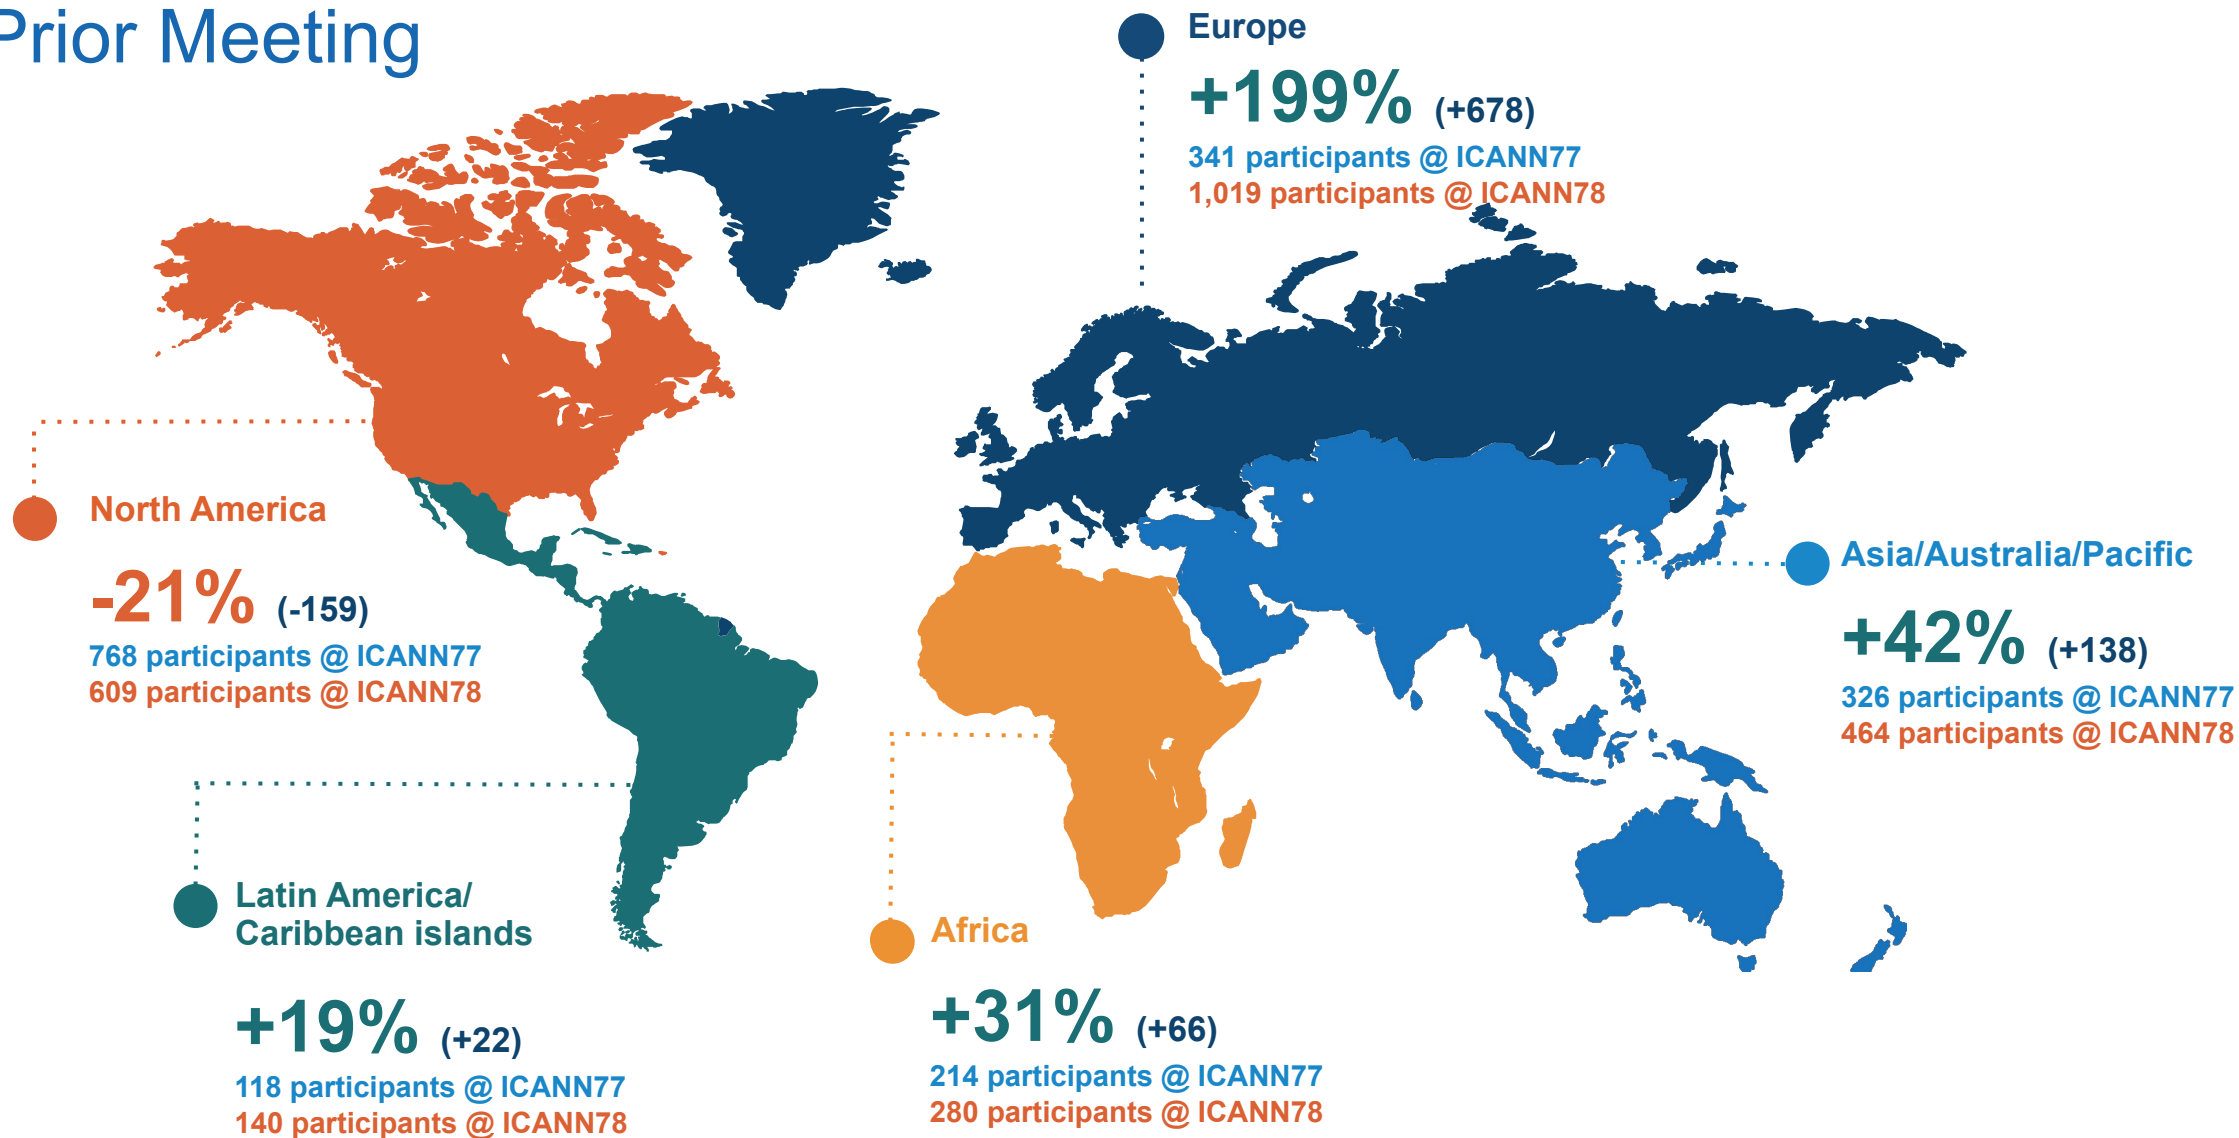 Prior Meeting
Europe
+199% (+678)
341 participants @ ICANN77
1,019 participants @ ICANN78
North America
-21% (-159)
768 participants @ ICANN77
609 participants @ ICANN78
Asia/Australia/Pacific
+42% (+138)
326 participants @ ICANN77
464 participants @ ICANN78
Latin America/
Caribbean islands
+19% (+22)
118 participants @ ICANN77
140 participants @ ICANN78
Africa
+31% (+66)
214 participants @ ICANN77
280 participants @ ICANN78